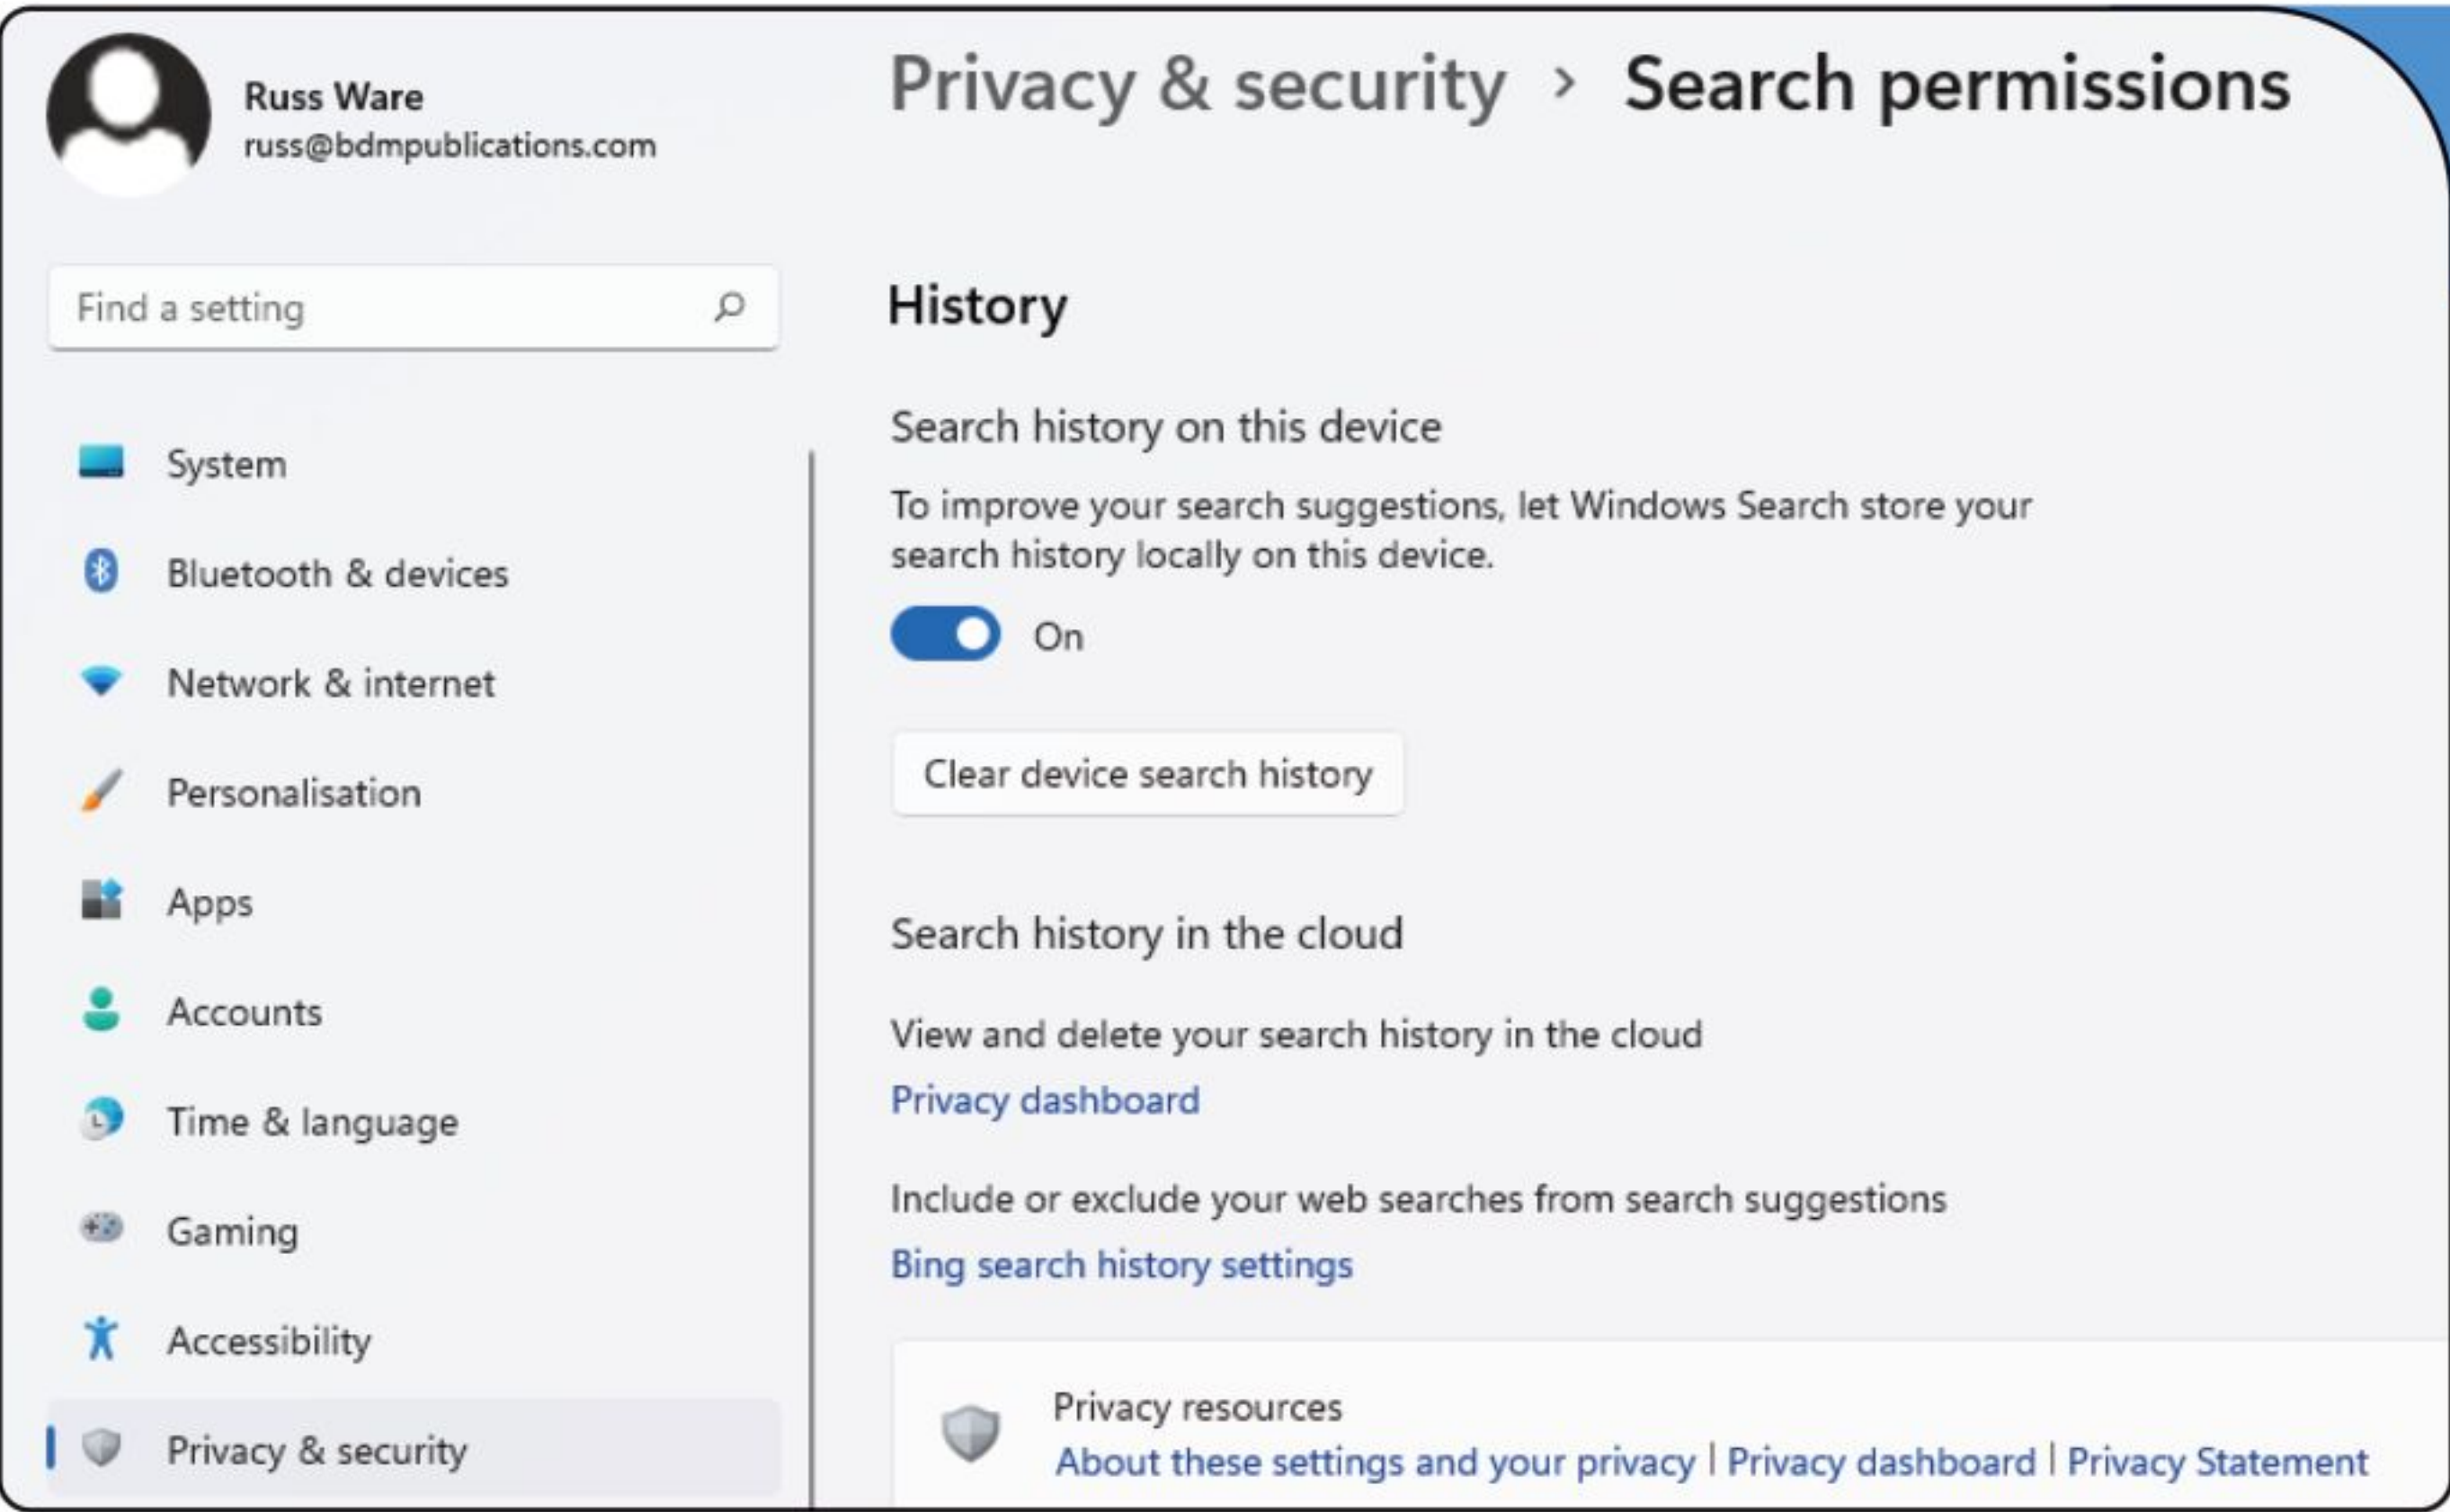 Russ Ware
russ@bdmpublications.com
Find a setting
System
Bluetooth & devices
Network & internet
Personalisation
Apps
Accounts
Time & language
Gaming
Accessibility
Privacy & security
Privacy & security > Search permissions
History
Search history on this device
To improve your search suggestions, let Windows Search store your
search history locally on this device.
On
Clear device search history
Search history in the cloud
View and delete your search history in the cloud
Privacy dashboard
Include or exclude your web searches from search suggestions
Bing search history settings
Privacy resources
About these settings and your privacy | Privacy dashboard | Privacy Statement